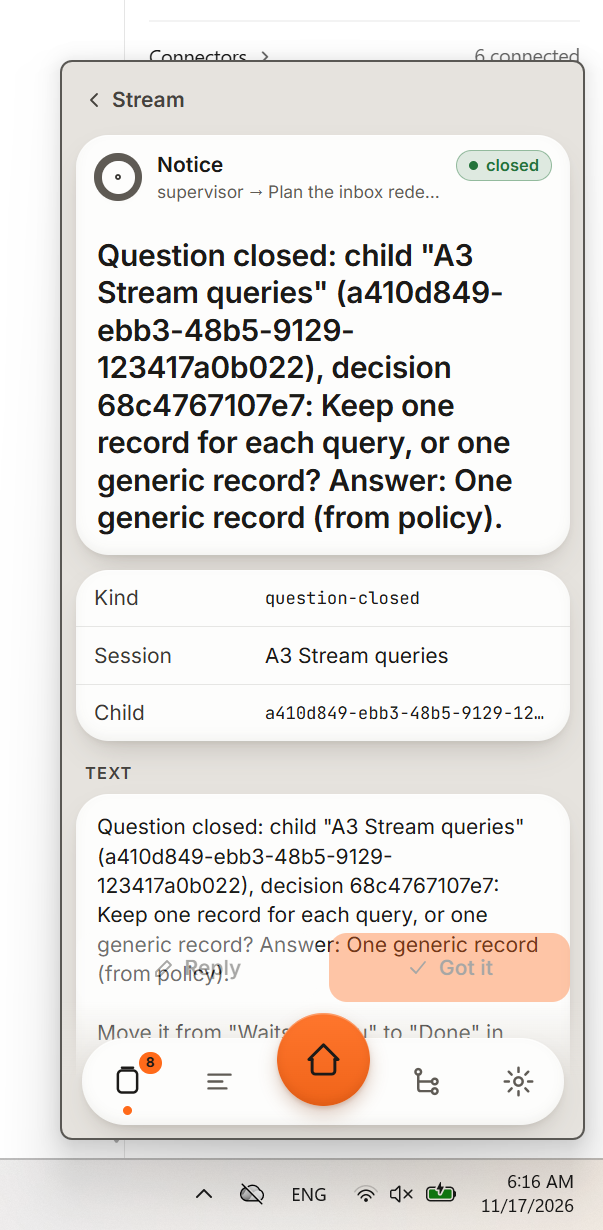 Connectors
6 connected
Stream
Notice
closed
supervisor → Plan the inbox rede...
Question closed: child "A3
Stream queries" (a410d849-
ebb3-48b5-9129-
123417a0b022), decision
68c4767107e7: Keep one
record for each query, or one
generic record? Answer: One
generic record (from policy).
Kind
question-closed
Session
A3 Stream queries
Child
a410d849-ebb3-48b5-9129-12…
TEXT
Question closed: child "A3 Stream queries"
(a410d849-ebb3-48b5-9129-
123417a0b022), decision 68c4767107e7:
Keep one record for each query, or one
generic record? Answer: One generic record
(from policy).
Reply
Got it
Move it from "Waits u" to "Done" in
8
ENG
6:16 AM
11/17/2026